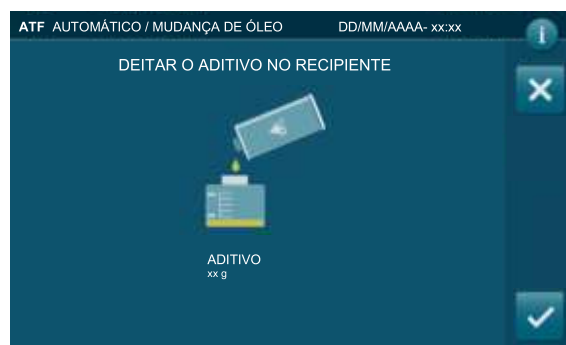 ATF AUTOMÁTICO / MUDANÇA DE ÓLEO DD/MM/AAAA- xx:xx
DEITAR O ADITIVO NO RECIPIENTE
ADITIVO
xx g